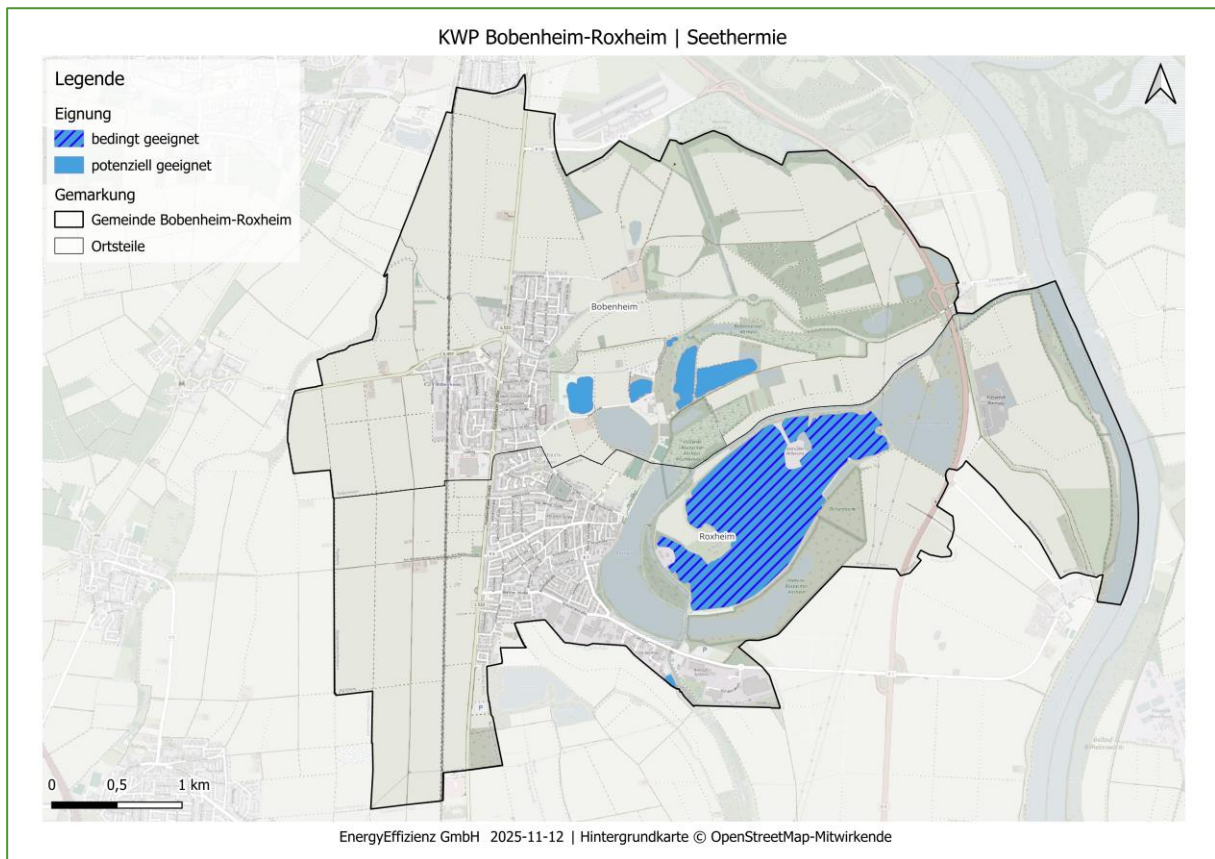 KWP Bobenheim-Roxheim | Seethermie
Legende
Eignung
bedingt geeignet
potenziell geeignet
Gemarkung
Gemeinde Bobenheim-Roxheim
Ortsteile
Bobenheim
Roxheim
P
P
0 0,5 1 km
EnergyEffizienz GmbH 2025-11-12 | Hintergrundkarte © OpenStreetMap-Mitwirkende